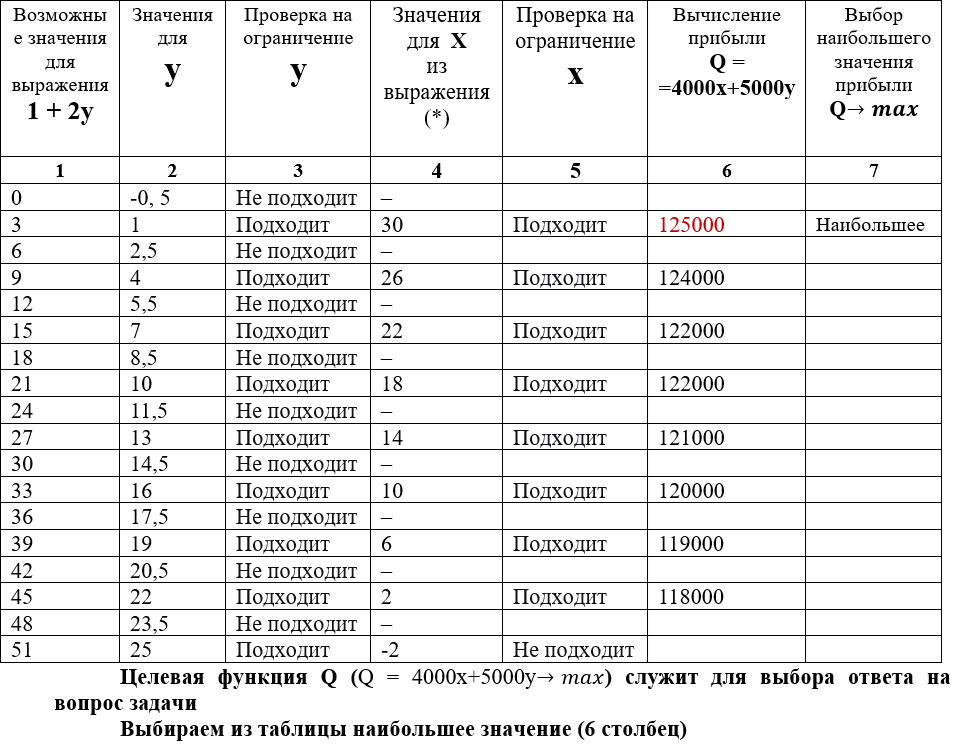 Возможны Значения Проверка на Значения Проверка на Вычисление Выбор
е значения для ограничение для X ограничение прибыли наибольшего
для y y из x Q = значения
выражения выражения =4000x+5000y прибыли
1 + 2y (*) Q→ max
1 2 3 4 5 6 7
0 -0, 5 Не подходит –
3 1 Подходит 30 Подходит 125000 Наибольшее
6 2,5 Не подходит –
9 4 Подходит 26 Подходит 124000
12 5,5 Не подходит –
15 7 Подходит 22 Подходит 122000
18 8,5 Не подходит –
21 10 Подходит 18 Подходит 122000
24 11,5 Не подходит –
27 13 Подходит 14 Подходит 121000
30 14,5 Не подходит –
33 16 Подходит 10 Подходит 120000
36 17,5 Не подходит –
39 19 Подходит 6 Подходит 119000
42 20,5 Не подходит –
45 22 Подходит 2 Подходит 118000
48 23,5 Не подходит –
51 25 Подходит -2 Не подходит
Целевая функция Q (Q = 4000x+5000y→ max) служит для выбора ответа на
вопрос задачи
Выбираем из таблицы наибольшее значение (6 столбец)